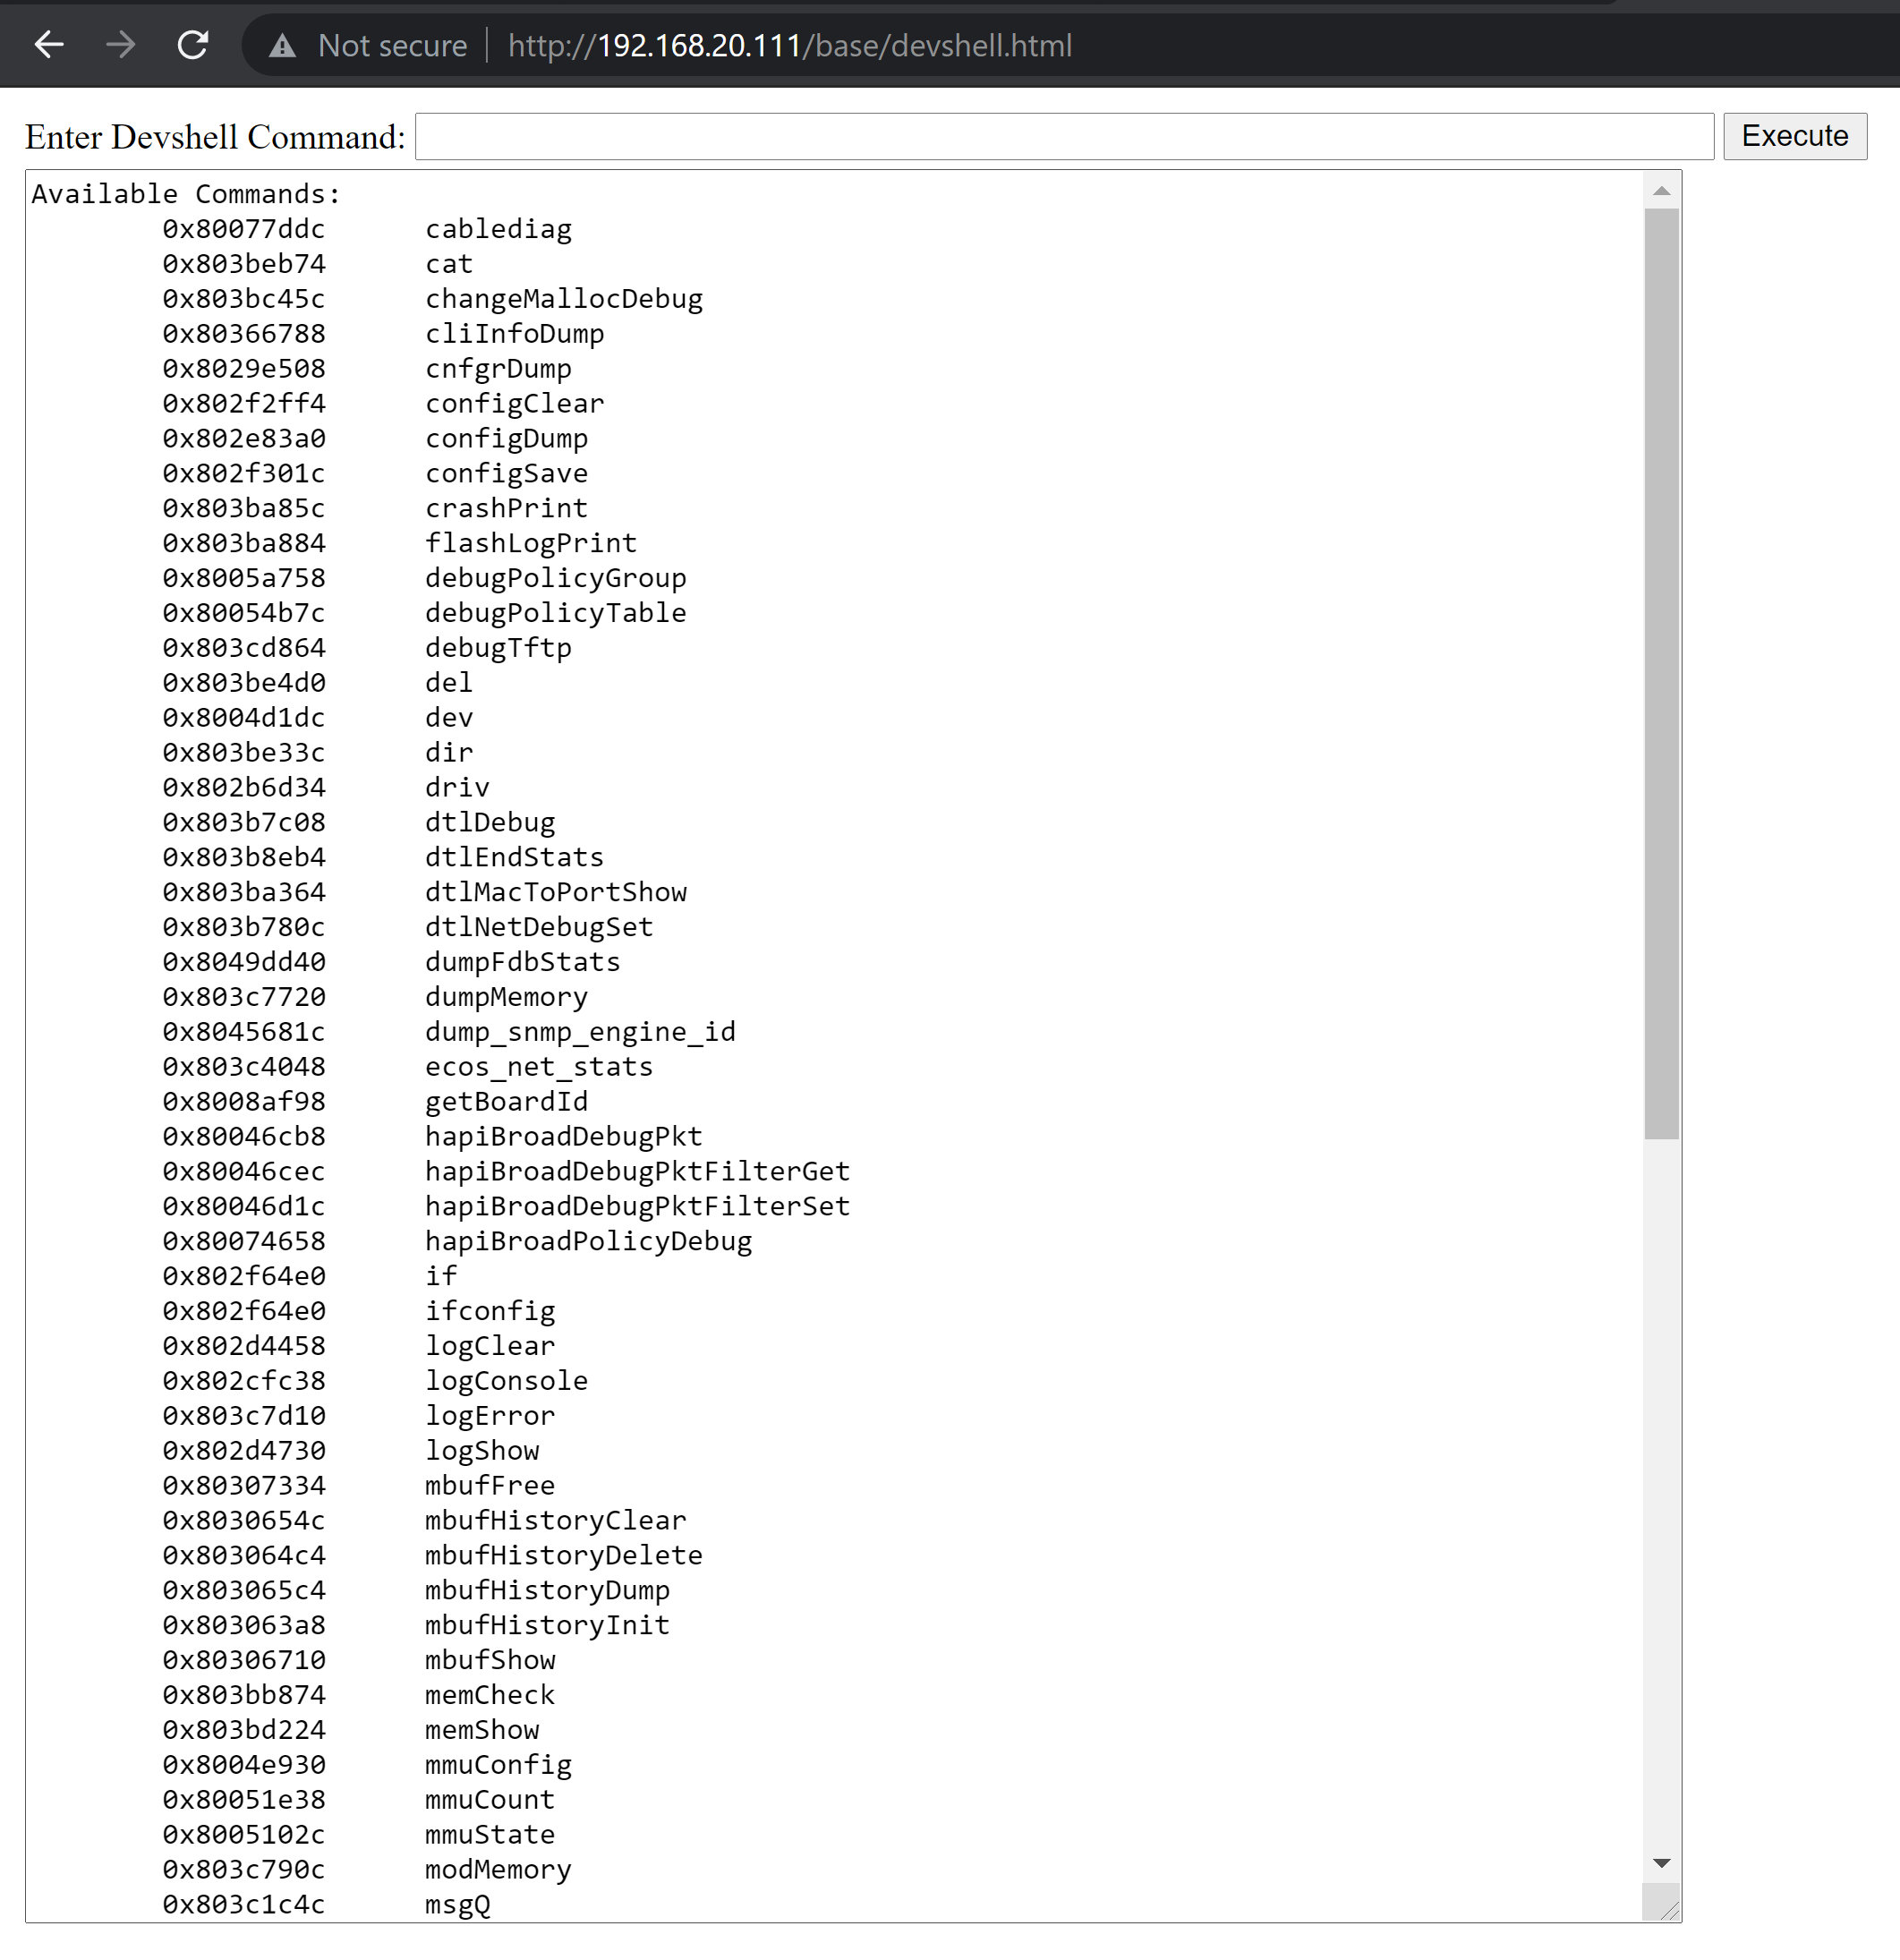 Not secure http://192.168.20.111/base/devshell.html
Enter Devshell Command: Execute
Available Commands:
0x80077ddc cablediag
0x803beb74 cat
0x803bc45c changeMallocDebug
0x80366788 cliInfoDump
0x8029e508 cnfgrDump
0x802f2ff4 configClear
0x802e83a0 configDump
0x802f301c configSave
0x803ba85c crashPrint
0x803ba884 flashLogPrint
0x8005a758 debugPolicyGroup
0x80054b7c debugPolicyTable
0x803cd864 debugTftp
0x803be4d0 del
0x8004d1dc dev
0x803be33c dir
0x802b6d34 driv
0x803b7c08 dtlDebug
0x803b8eb4 dtlEndStats
0x803ba364 dtlMacToPortShow
0x803b780c dtlNetDebugSet
0x8049dd40 dumpFdbStats
0x803c7720 dumpMemory
0x8045681c dump_snmp_engine_id
0x803c4048 ecos_net_stats
0x8008af98 getBoardId
0x80046cb8 hapiBroadDebugPkt
0x80046cec hapiBroadDebugPktFilterGet
0x80046d1c hapiBroadDebugPktFilterSet
0x80074658 hapiBroadPolicyDebug
0x802f64e0 if
0x802f64e0 ifconfig
0x802d4458 logClear
0x802cfc38 logConsole
0x803c7d10 logError
0x802d4730 logShow
0x80307334 mbufFree
0x8030654c mbufHistoryClear
0x803064c4 mbufHistoryDelete
0x803065c4 mbufHistoryDump
0x803063a8 mbufHistoryInit
0x80306710 mbufShow
0x803bb874 memCheck
0x803bd224 memShow
0x8004e930 mmuConfig
0x80051e38 mmuCount
0x8005102c mmuState
0x803c790c modMemory
0x803c1c4c msgQ